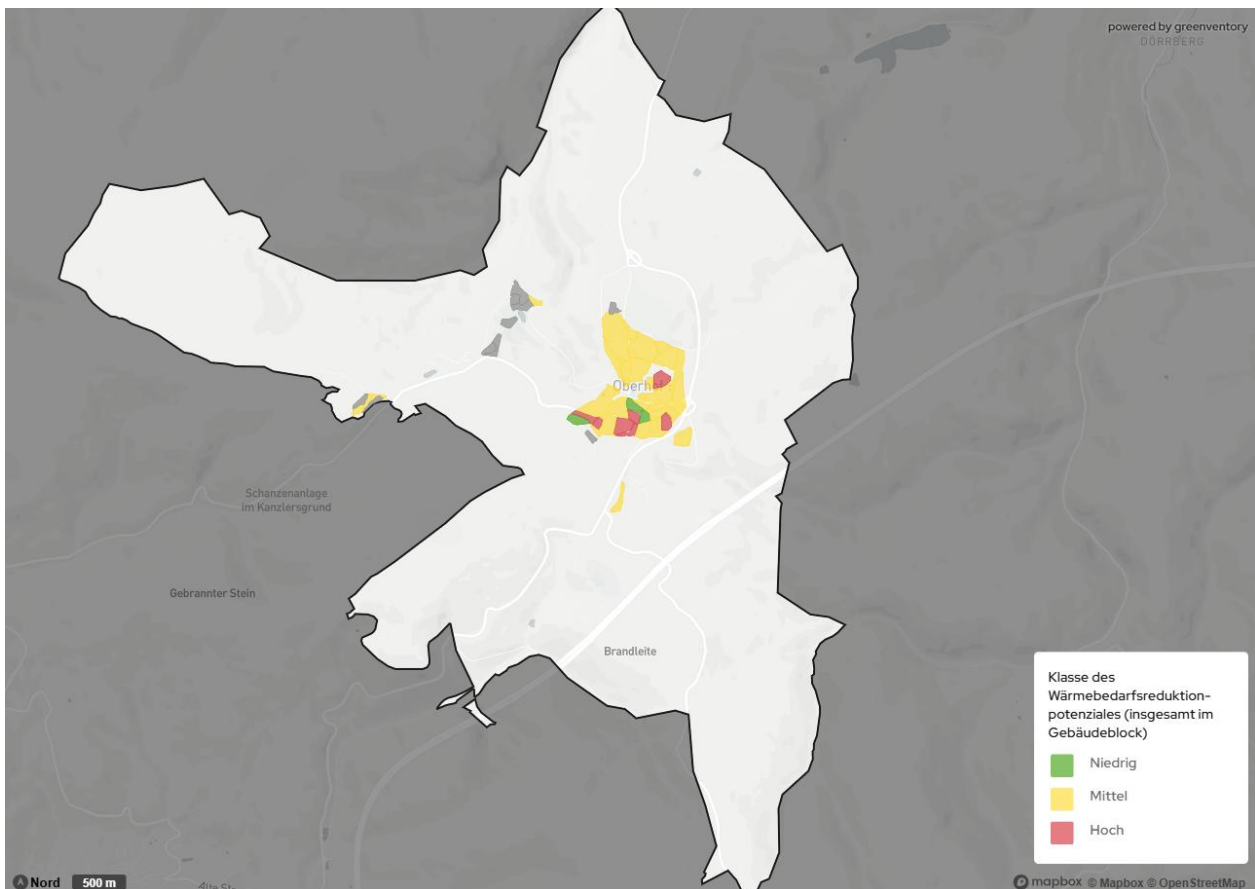 powered by greenventory
DÖRRBERG
Oberhof
Schanzenanlage
im Kanzlersgrund
Gebrannter Stein
Brandleite
Klasse des
Wärmebedarfsreduktion-
potenziales (insgesamt im
Gebäudeblock)
Niedrig
Mittel
Hoch
Nord 500 m
mapbox © Mapbox © OpenStreetMap